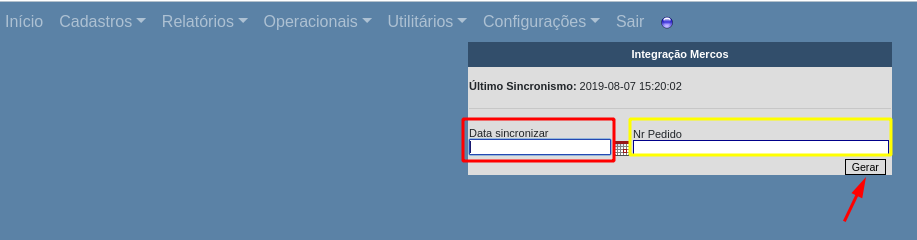 Início Cadastros Relatórios Operacionais Utilitários Configurações Sair
Integração Mercos
Último Sincronismo: 2019-08-07 15:20:02
Data sincronizar Nr Pedido
Gerar